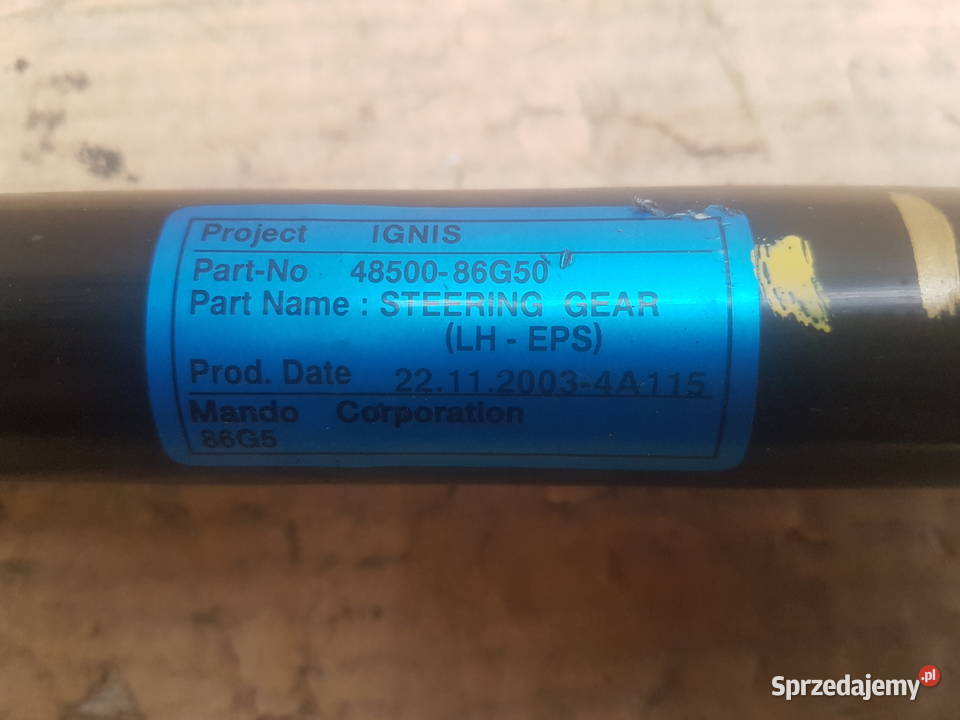 Project IGNIS
Part-No 48500-86G50
Part Name : STEERING GEAR
(LH - EPS)
Prod. Date 22.11.2003-4A115
Mando Corporation
86G5
Sprzedajemy.pl